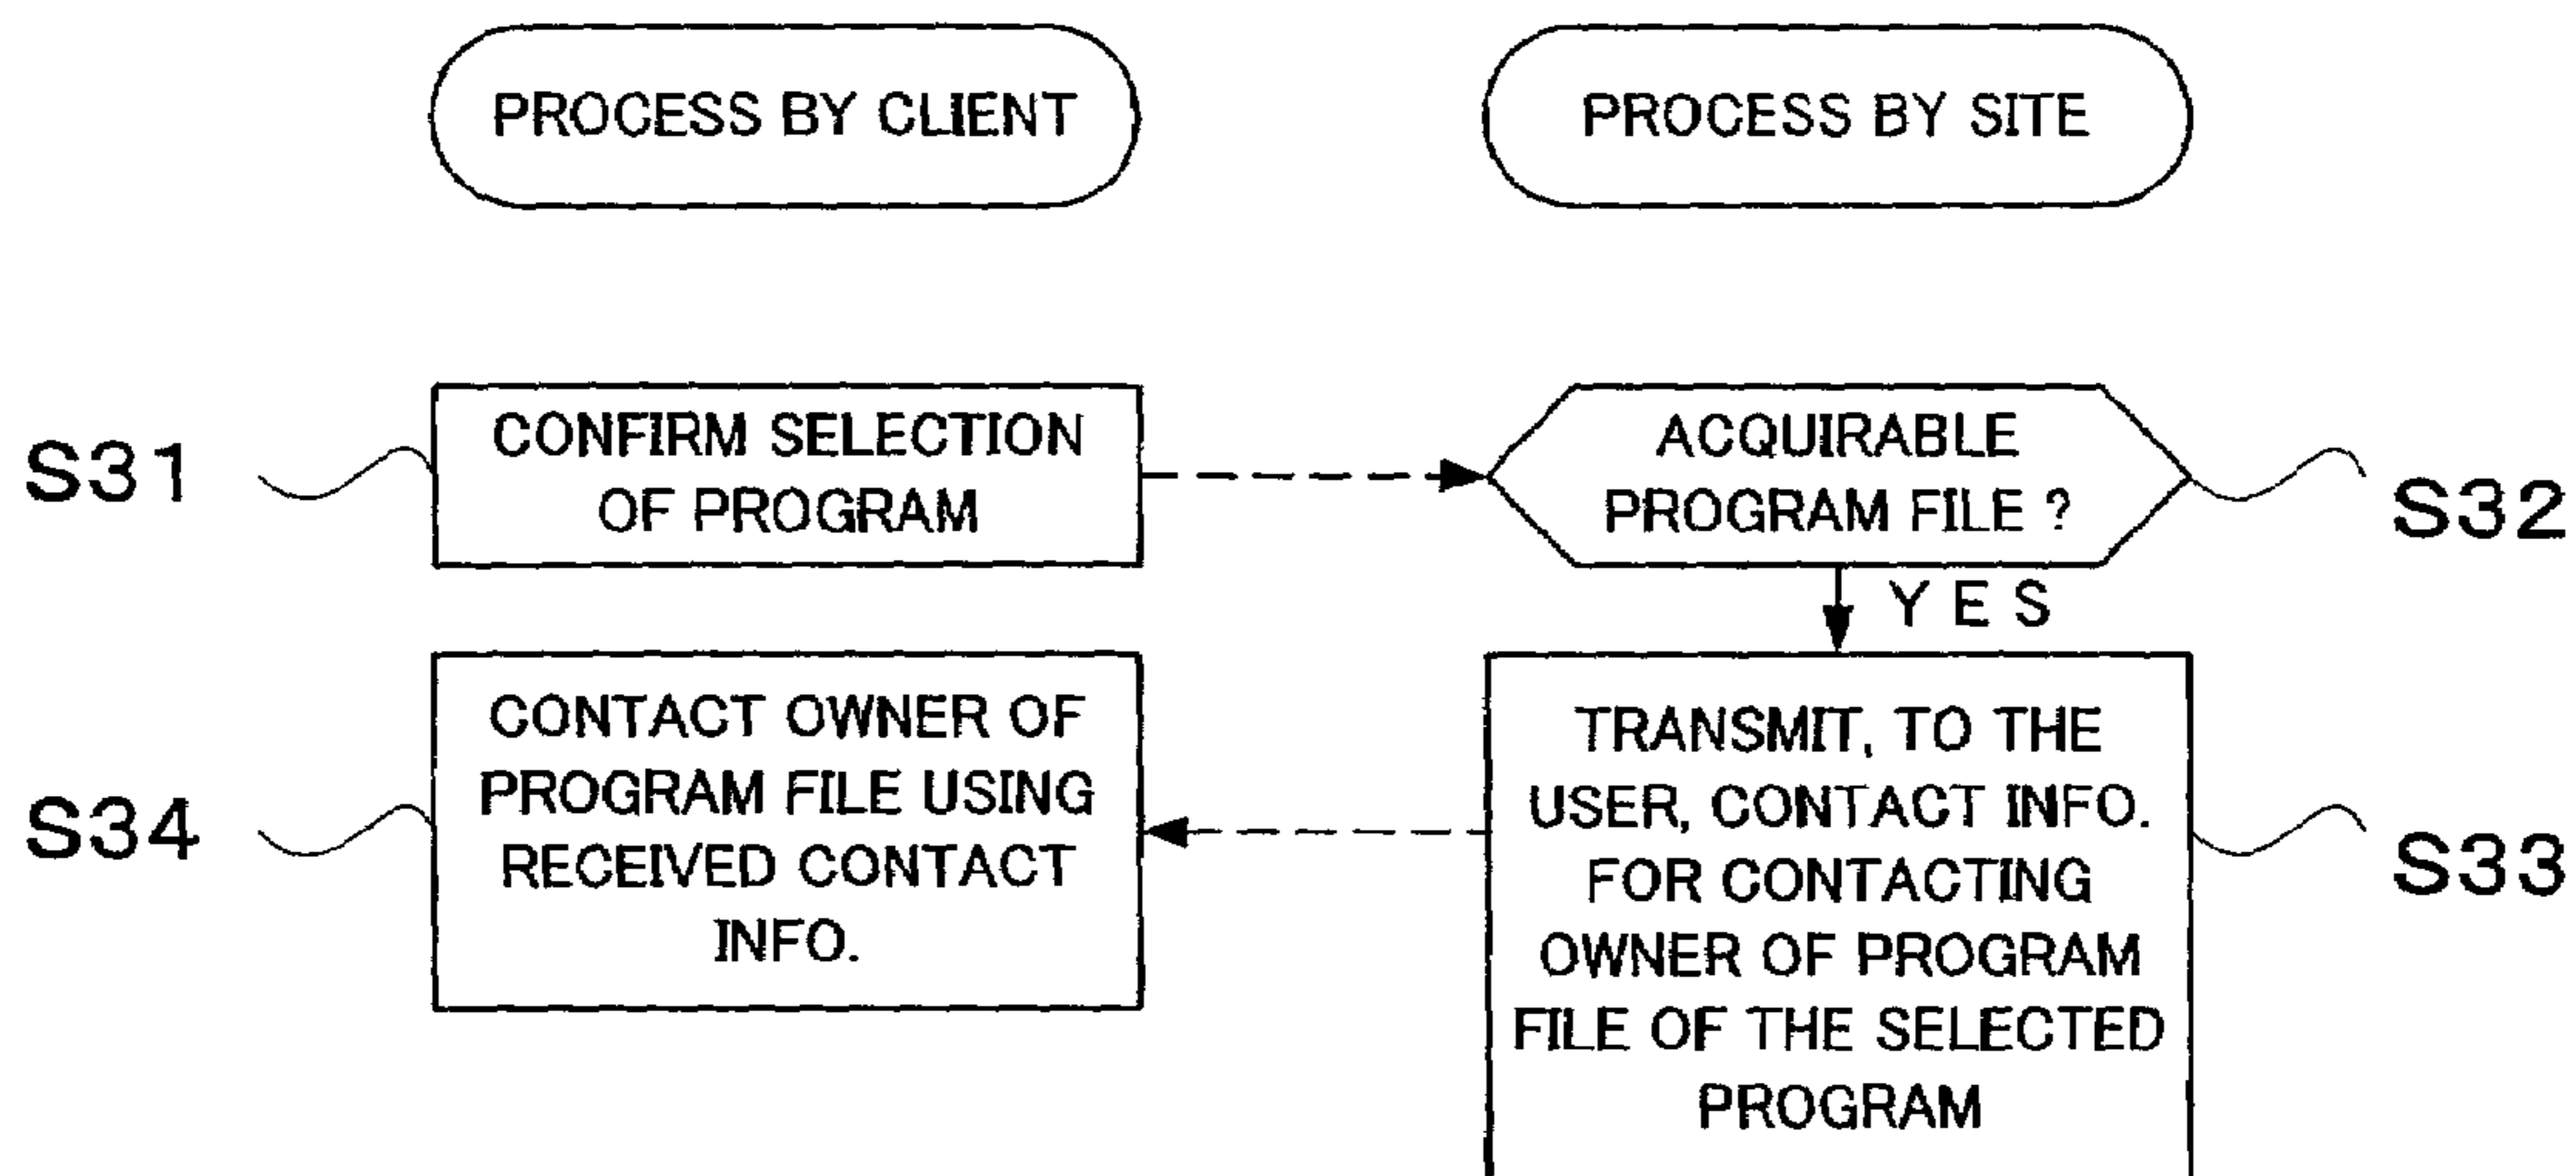 PROCESS BY CLIENT
PROCESS BY SITE
S31
CONFIRM SELECTION
OF PROGRAM
ACQUIRABLE
PROGRAM FILE ?
S32
YES
S34
CONTACT OWNER OF
PROGRAM FILE USING
RECEIVED CONTACT
INFO.
TRANSMIT, TO THE
USER, CONTACT INFO.
FOR CONTACTING
OWNER OF PROGRAM
FILE OF THE SELECTED
PROGRAM
S33